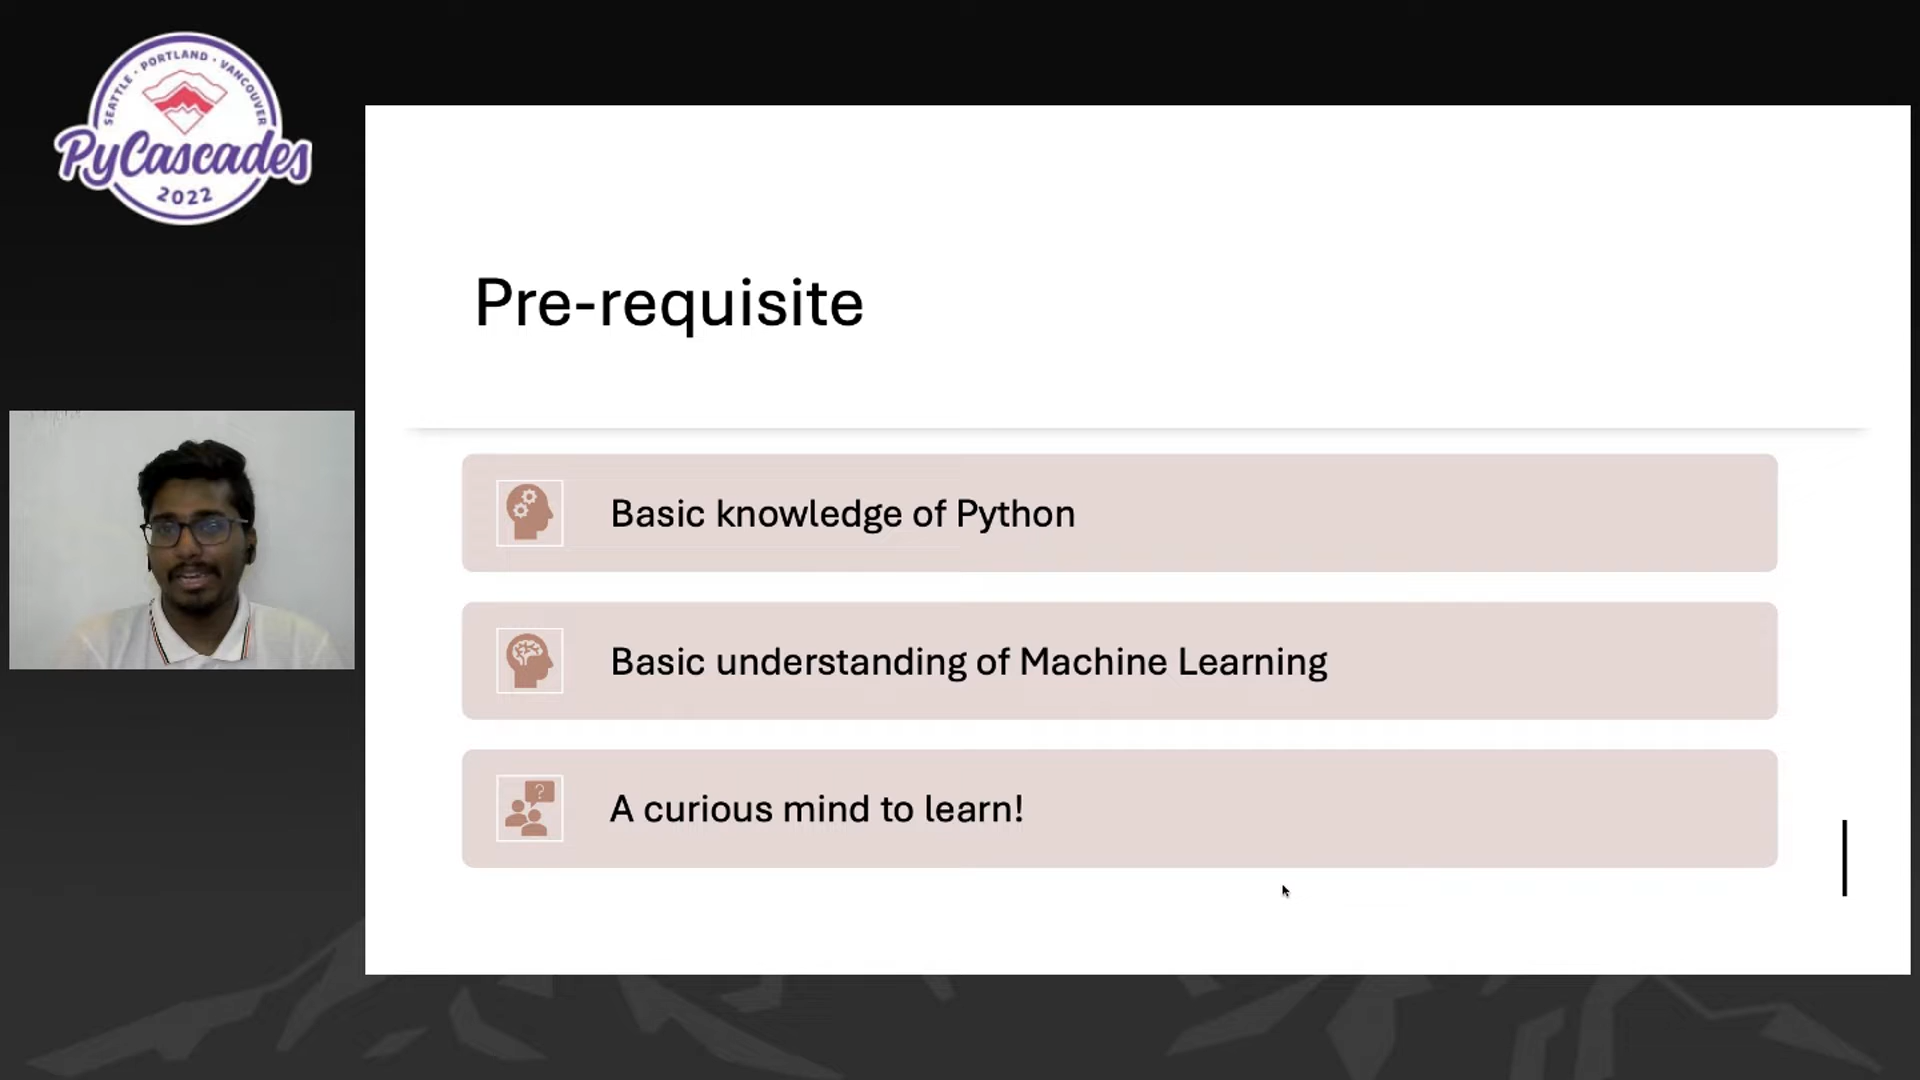 SEATTLE · PORTLAND · VANCOUVER
PyCascades
2022
Pre-requisite
Basic knowledge of Python
Basic understanding of Machine Learning
?
A curious mind to learn!